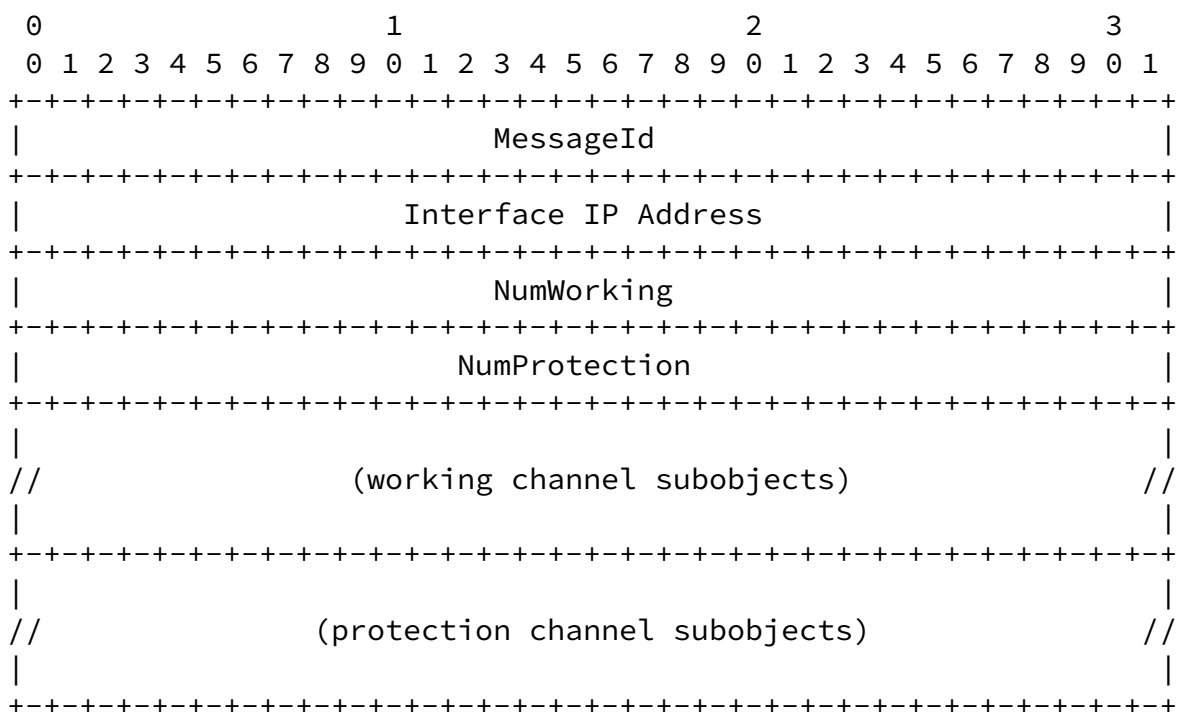 0                   1                   2                   3
 0 1 2 3 4 5 6 7 8 9 0 1 2 3 4 5 6 7 8 9 0 1 2 3 4 5 6 7 8 9 0 1
+-+-+-+-+-+-+-+-+-+-+-+-+-+-+-+-+-+-+-+-+-+-+-+-+-+-+-+-+-+-+-+-+
|                          MessageId                            |
+-+-+-+-+-+-+-+-+-+-+-+-+-+-+-+-+-+-+-+-+-+-+-+-+-+-+-+-+-+-+-+-+
|                     Interface IP Address                      |
+-+-+-+-+-+-+-+-+-+-+-+-+-+-+-+-+-+-+-+-+-+-+-+-+-+-+-+-+-+-+-+-+
|                          NumWorking                           |
+-+-+-+-+-+-+-+-+-+-+-+-+-+-+-+-+-+-+-+-+-+-+-+-+-+-+-+-+-+-+-+-+
|                        NumProtection                          |
+-+-+-+-+-+-+-+-+-+-+-+-+-+-+-+-+-+-+-+-+-+-+-+-+-+-+-+-+-+-+-+-+
|                                                               |
//                 (working channel subobjects)                //
|                                                               |
+-+-+-+-+-+-+-+-+-+-+-+-+-+-+-+-+-+-+-+-+-+-+-+-+-+-+-+-+-+-+-+-+
|                                                               |
//               (protection channel subobjects)               //
|                                                               |
+-+-+-+-+-+-+-+-+-+-+-+-+-+-+-+-+-+-+-+-+-+-+-+-+-+-+-+-+-+-+-+-+